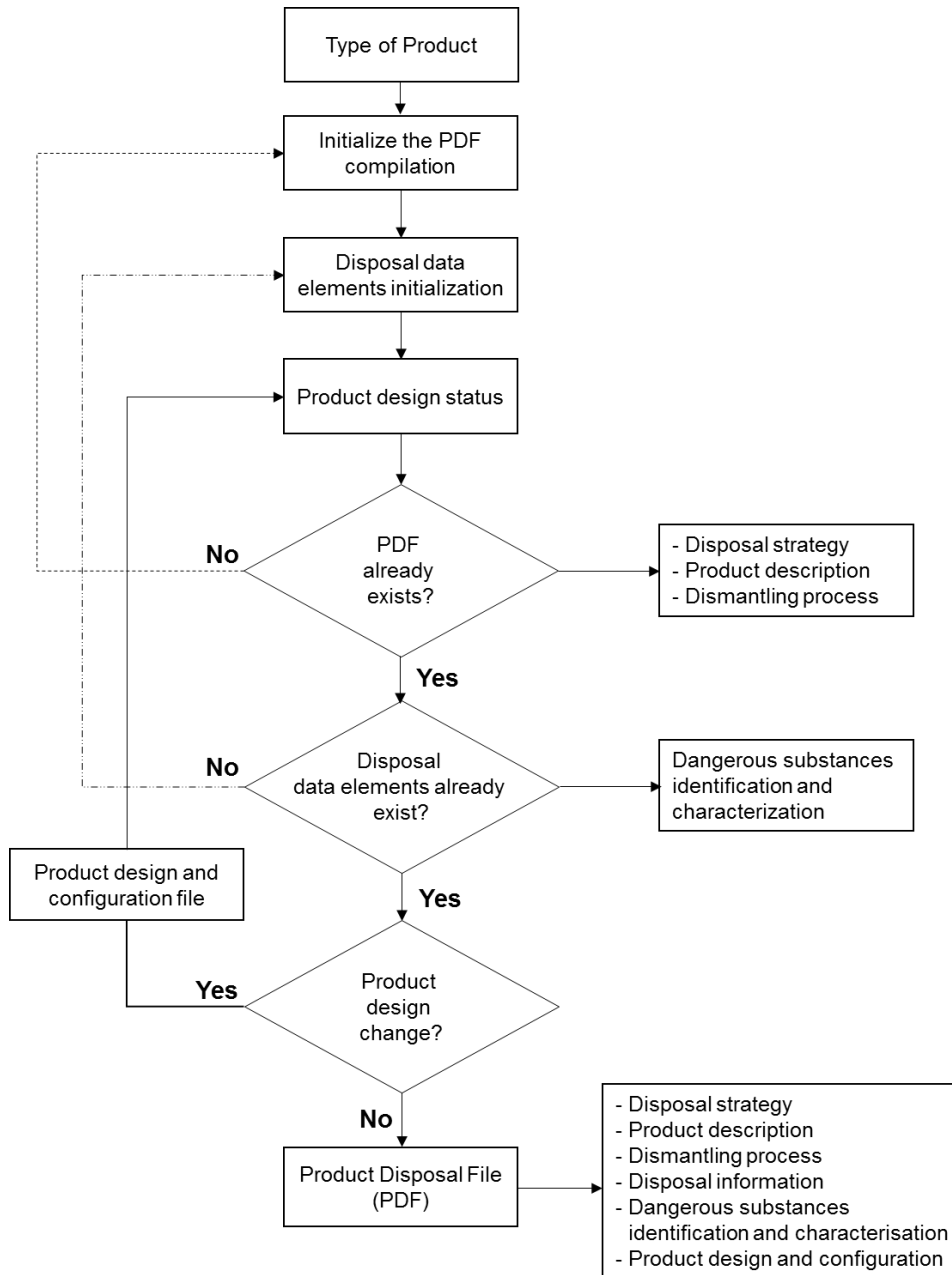 Type of Product
Initialize the PDF
compilation
Disposal data
elements initialization
Product design status
No
PDF
already
exists?
- Disposal strategy
- Product description
- Dismantling process
Yes
No
Disposal
data elements already
exist?
Dangerous substances
identification and
characterization
Product design and
configuration file
Yes
Yes
Product
design
change?
No
Product Disposal File
(PDF)
- Disposal strategy
- Product description
- Dismantling process
- Disposal information
- Dangerous substances
identification and characterisation
- Product design and configuration